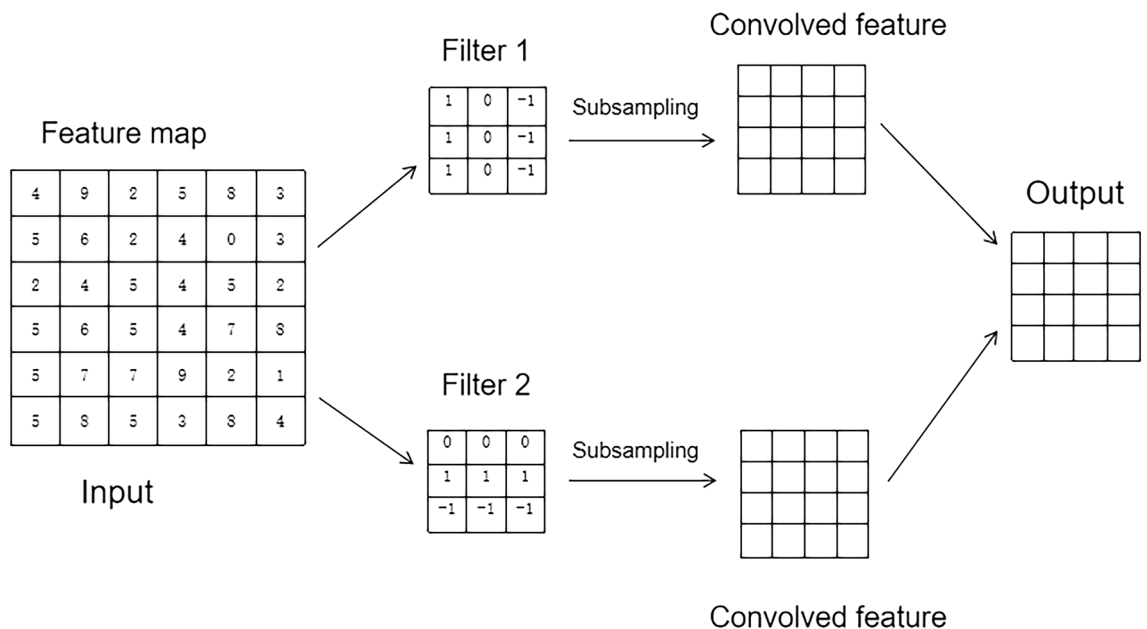 Feature map
4 9 2 5 8 3
5 6 2 4 0 3
2 4 5 4 5 2
5 6 5 4 7 8
5 7 7 9 2 1
5 8 5 3 8 4
Input
Filter 1
1 0 -1
1 0 -1
1 0 -1
Subsampling
Convolved feature
Filter 2
0 0 0
1 1 1
-1 -1 -1
Subsampling
Convolved feature
Output